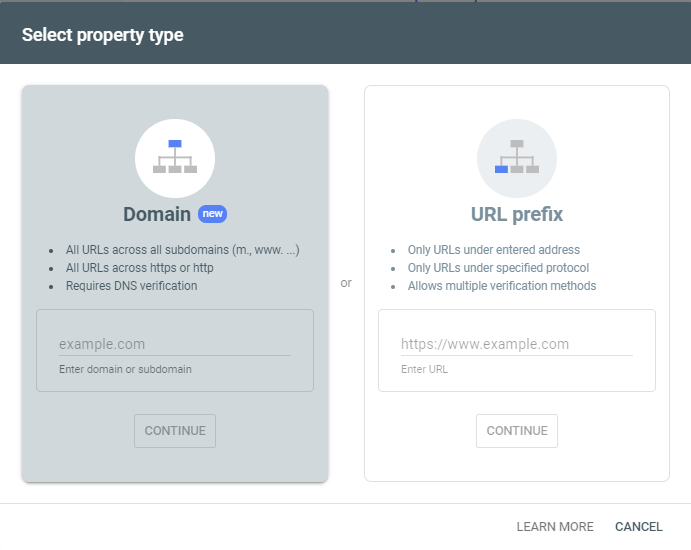 Select property type
Domain new
• All URLs across all subdomains (m., www. ...)
• All URLs across https or http
• Requires DNS verification
example.com
Enter domain or subdomain
CONTINUE
or
URL prefix
• Only URLs under entered address
• Only URLs under specified protocol
• Allows multiple verification methods
https://www.example.com
Enter URL
CONTINUE
LEARN MORE CANCEL